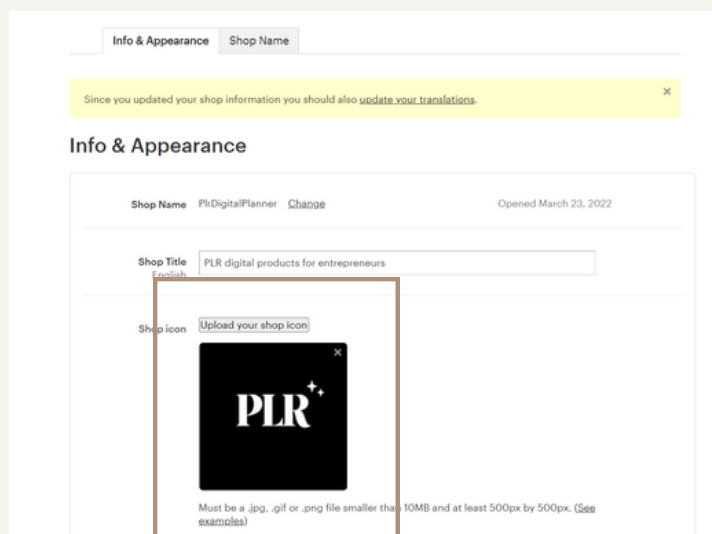 Info & Appearance Shop Name
Since you updated your shop information you should also update your translations. ×
Info & Appearance
Shop Name PlrDigitalPlanner Change Opened March 23, 2022
Shop Title PLR digital products for entrepreneurs
English
Shop icon Upload your shop icon
×
PLR
Must be a .jpg, .gif or .png file smaller than 10MB and at least 500px by 500px. (See
examples)